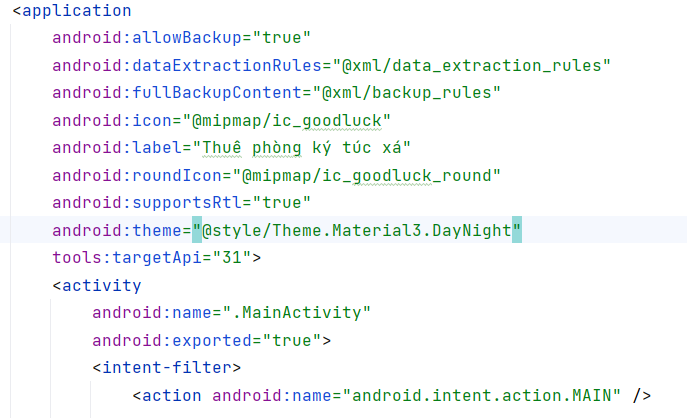 <application
android:allowBackup="true"
android:dataExtractionRules="@xml/data_extraction_rules"
android:fullBackupContent="@xml/backup_rules"
android:icon="@mipmap/ic_goodluck"
android:label="Thuê phòng ký túc xá"
android:roundIcon="@mipmap/ic_goodluck_round"
android:supportsRtl="true"
android:theme="@style/Theme.Material3.DayNight"
tools:targetApi="31">
<activity
android:name=".MainActivity"
android:exported="true">
<intent-filter>
<action android:name="android.intent.action.MAIN" />